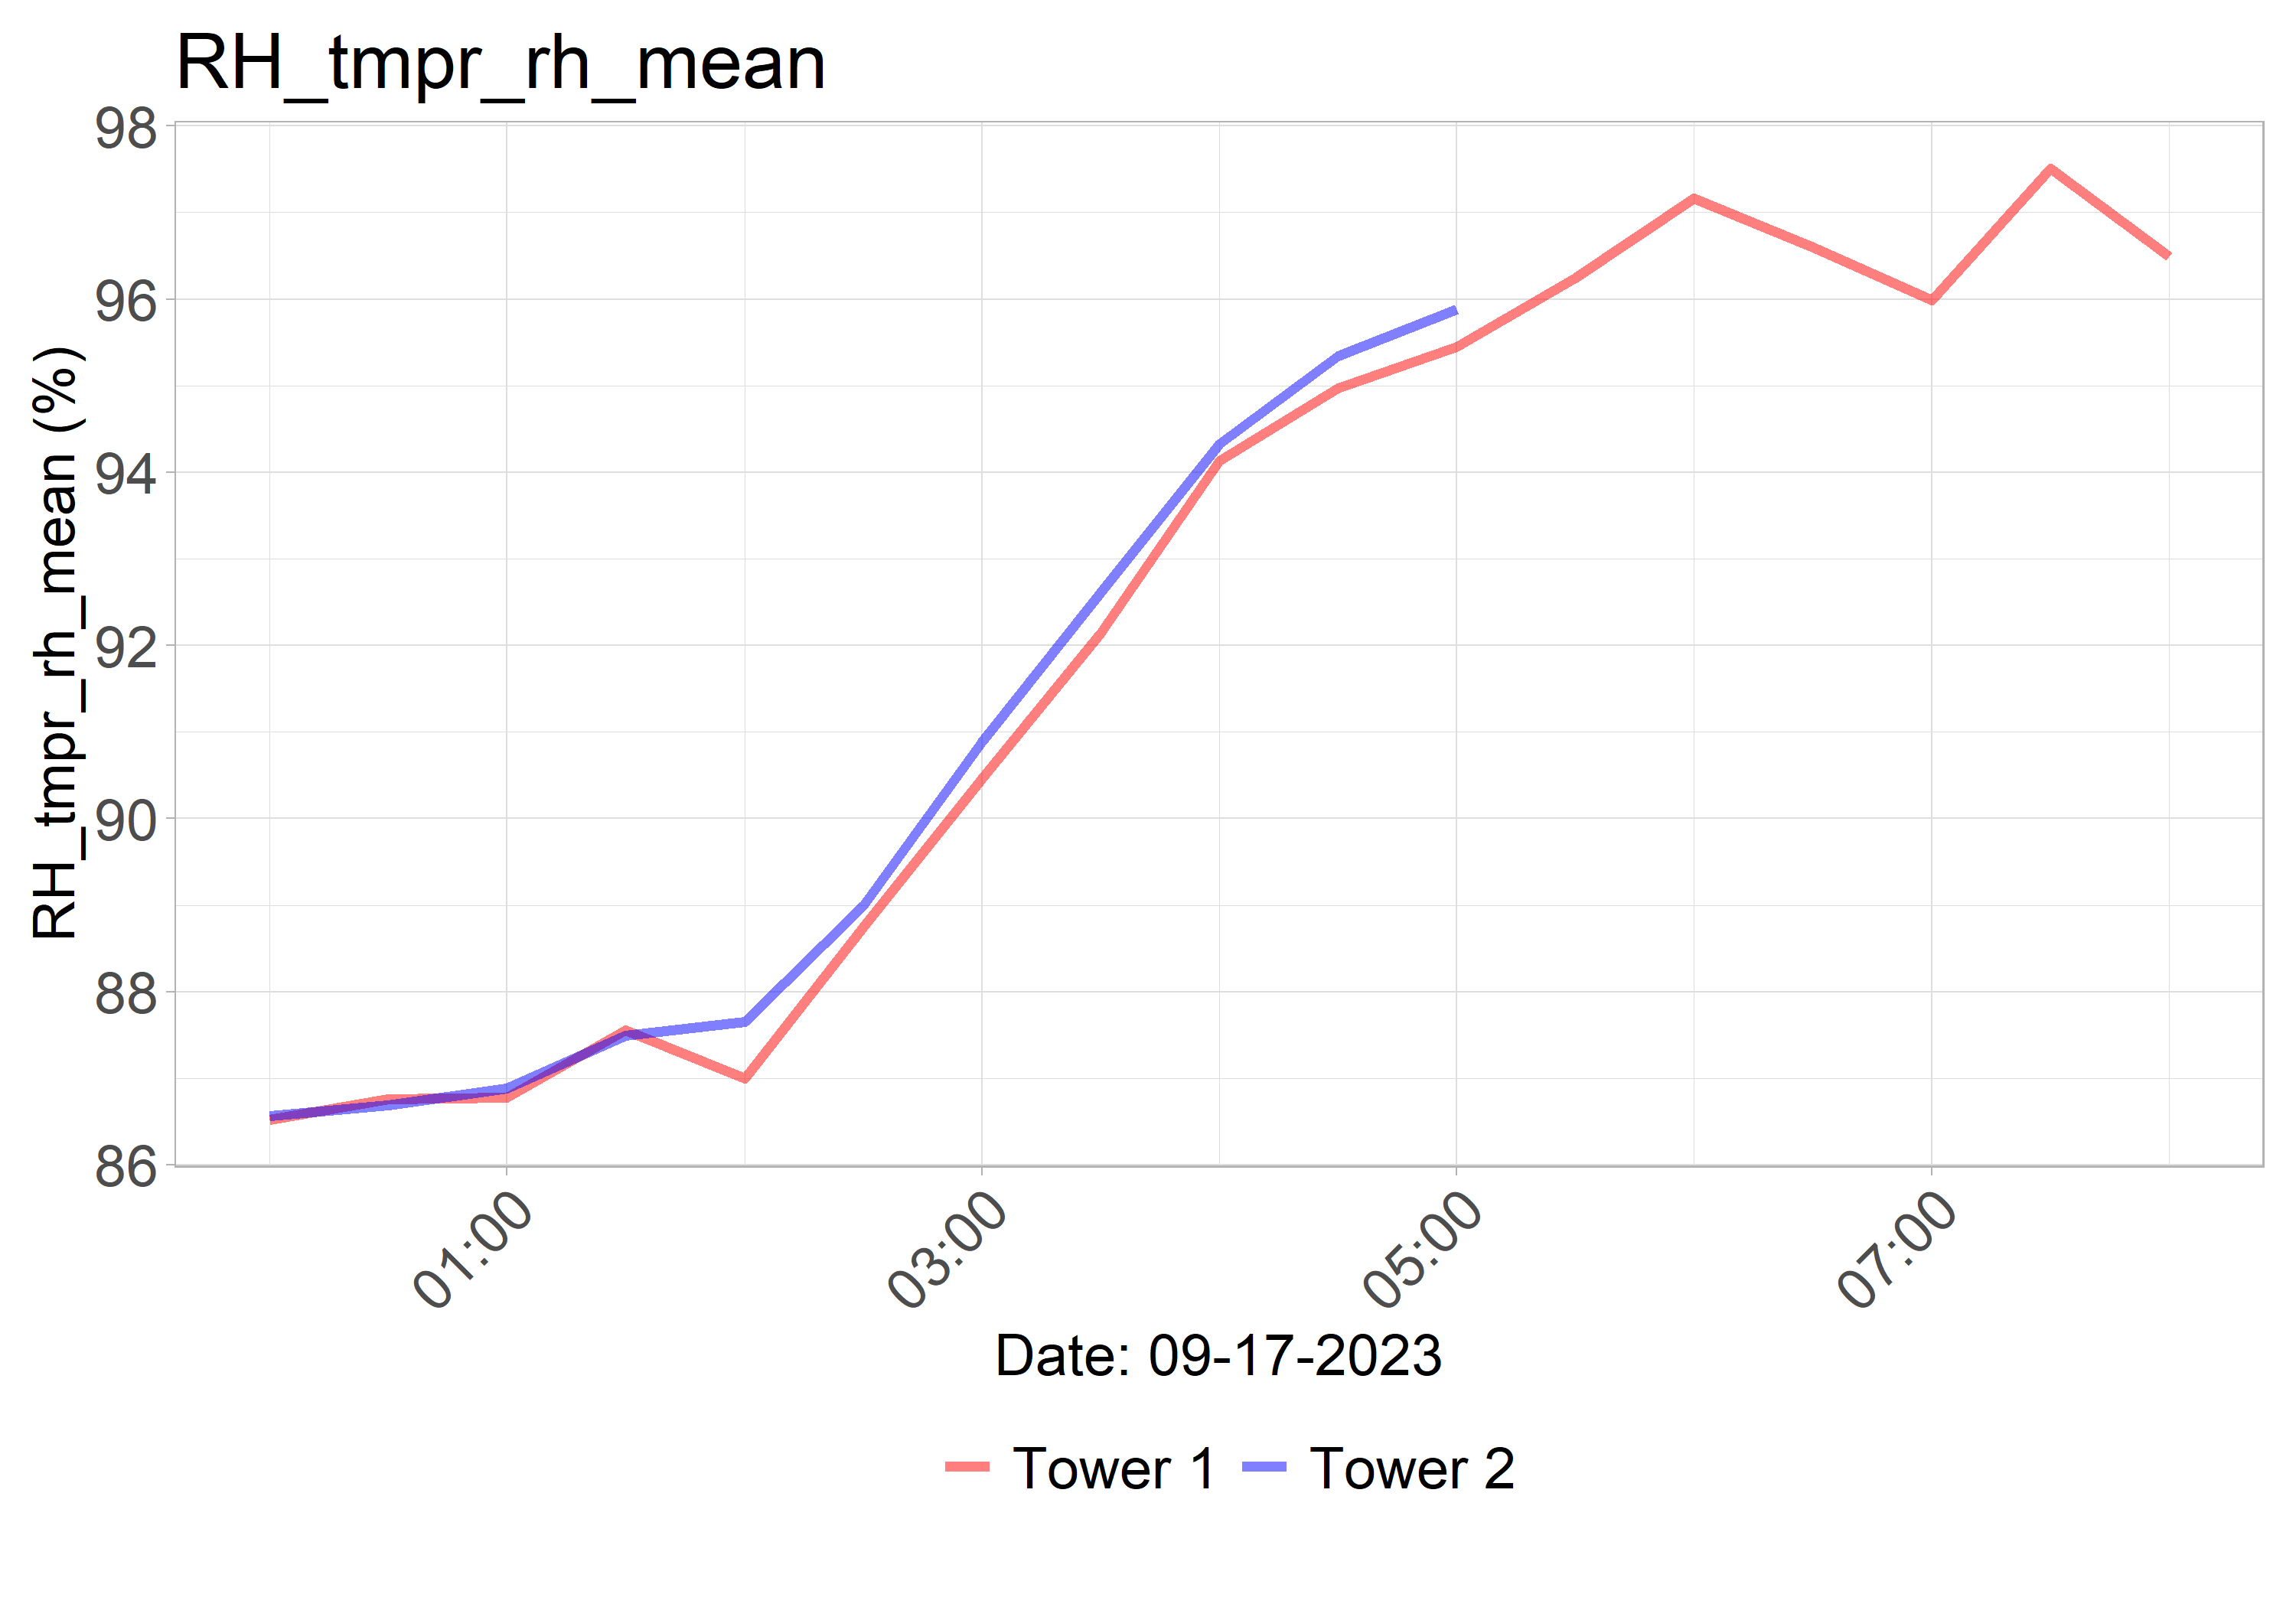 RH_tmpr_rh_mean
RH_tmpr_rh_mean (%)
98
96
94
92
90
88
86
01:00 03:00 05:00 07:00
Date: 09-17-2023
Tower 1 Tower 2